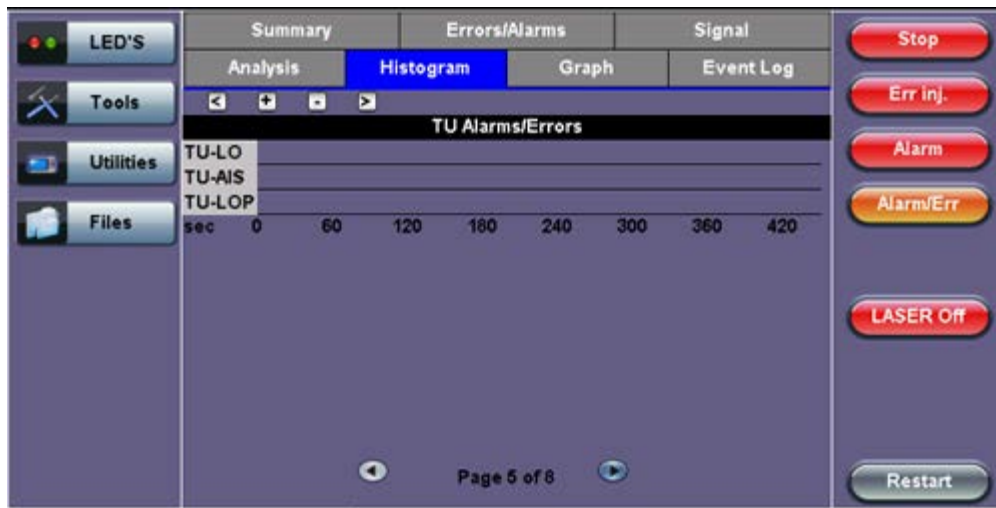 LED'S
Tools
Utilities
Files
Summary Errors/Alarms Signal
Analysis Histogram Graph Event Log
< + - >
TU Alarms/Errors
TU-LO
TU-AIS
TU-LOP
sec 0 60 120 180 240 300 360 420
Page 5 of 8
Stop
Err inj.
Alarm
Alarm/Err
LASER Off
Restart